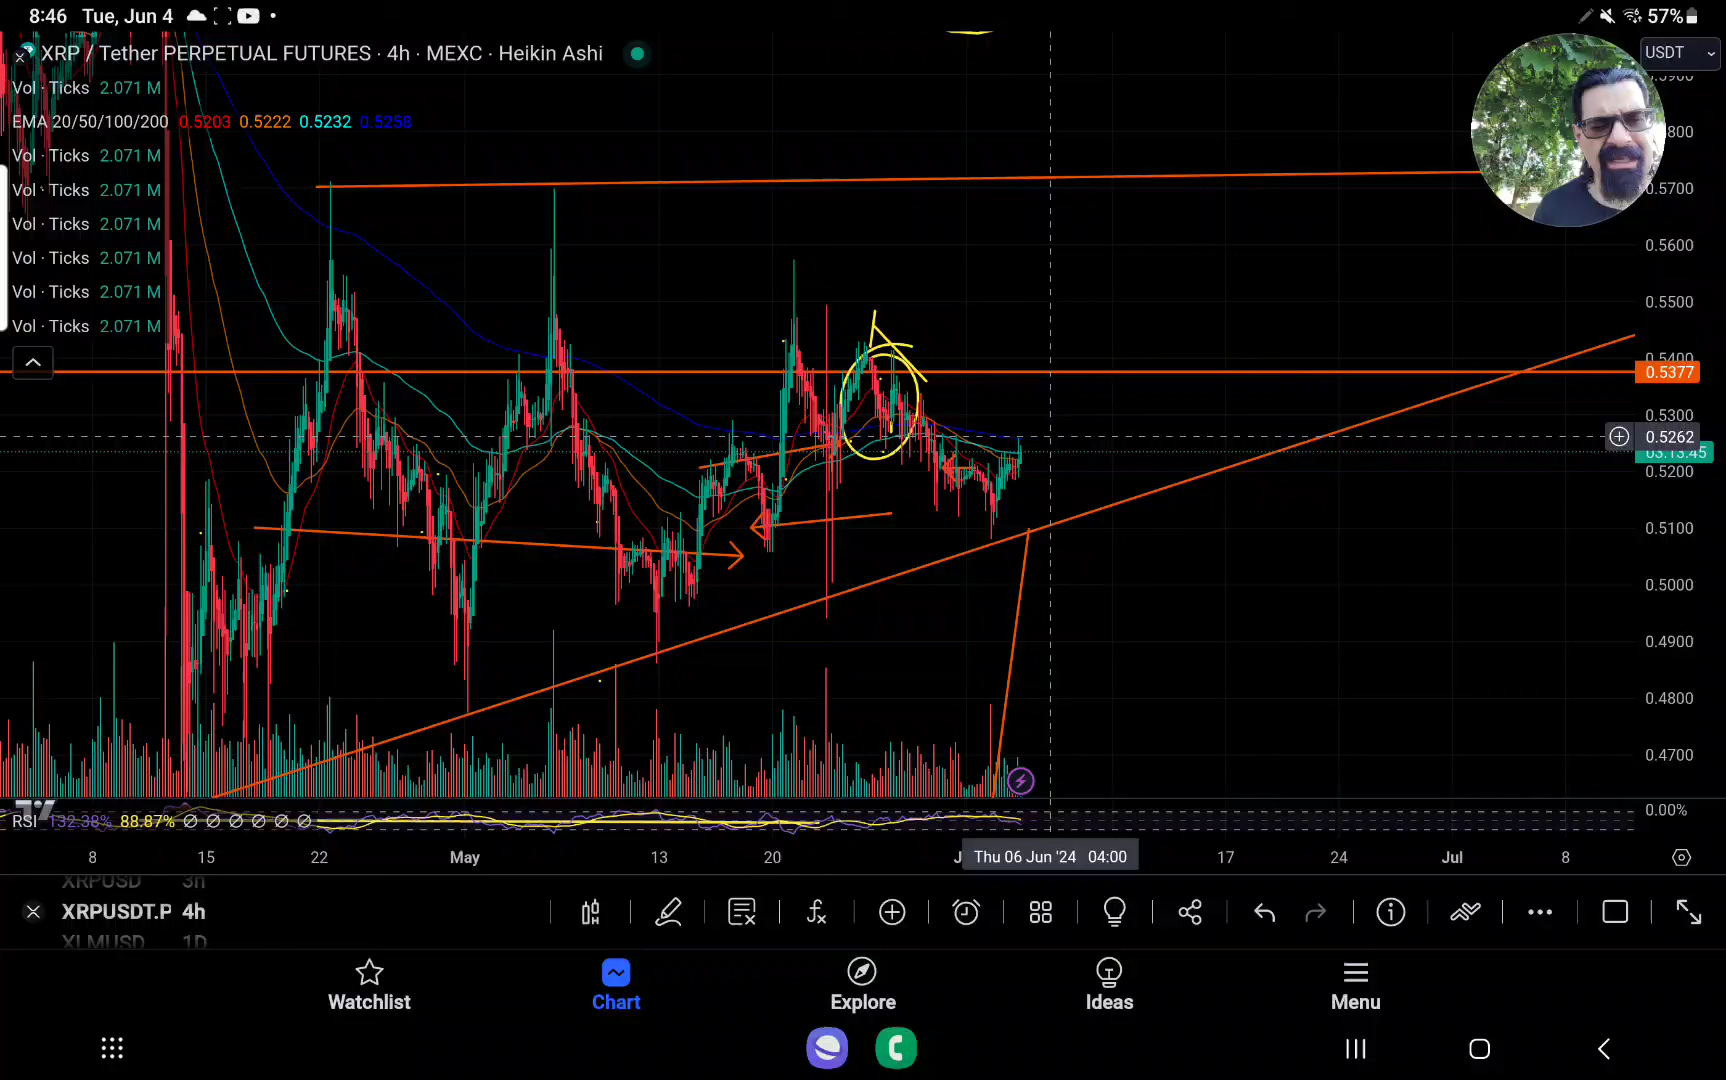 8:46 Tue, Jun 4 57%
XRP / Tether PERPETUAL FUTURES · 4h · MEXC · Heikin Ashi
USDT
Vol · Ticks 2.071 M
EMA 20/50/100/200 0.5203 0.5222 0.5232 0.5258
Vol · Ticks 2.071 M
Vol · Ticks 2.071 M
Vol · Ticks 2.071 M
Vol · Ticks 2.071 M
Vol · Ticks 2.071 M
Vol · Ticks 2.071 M
0.5700
0.5600
0.5500
0.5400
0.5377
0.5300
0.5262
03:13:45
0.5200
0.5100
0.5000
0.4900
0.4800
0.4700
0.00%
RSI 132.38% 88.87% ∅ ∅ ∅ ∅ ∅ ∅
8 15 22 May 13 20 Thu 06 Jun '24 04:00 17 24 Jul 8
XRPUSD 3h
XRPUSDT.P 4h
XLMUSD 1D
Watchlist Chart Explore Ideas Menu